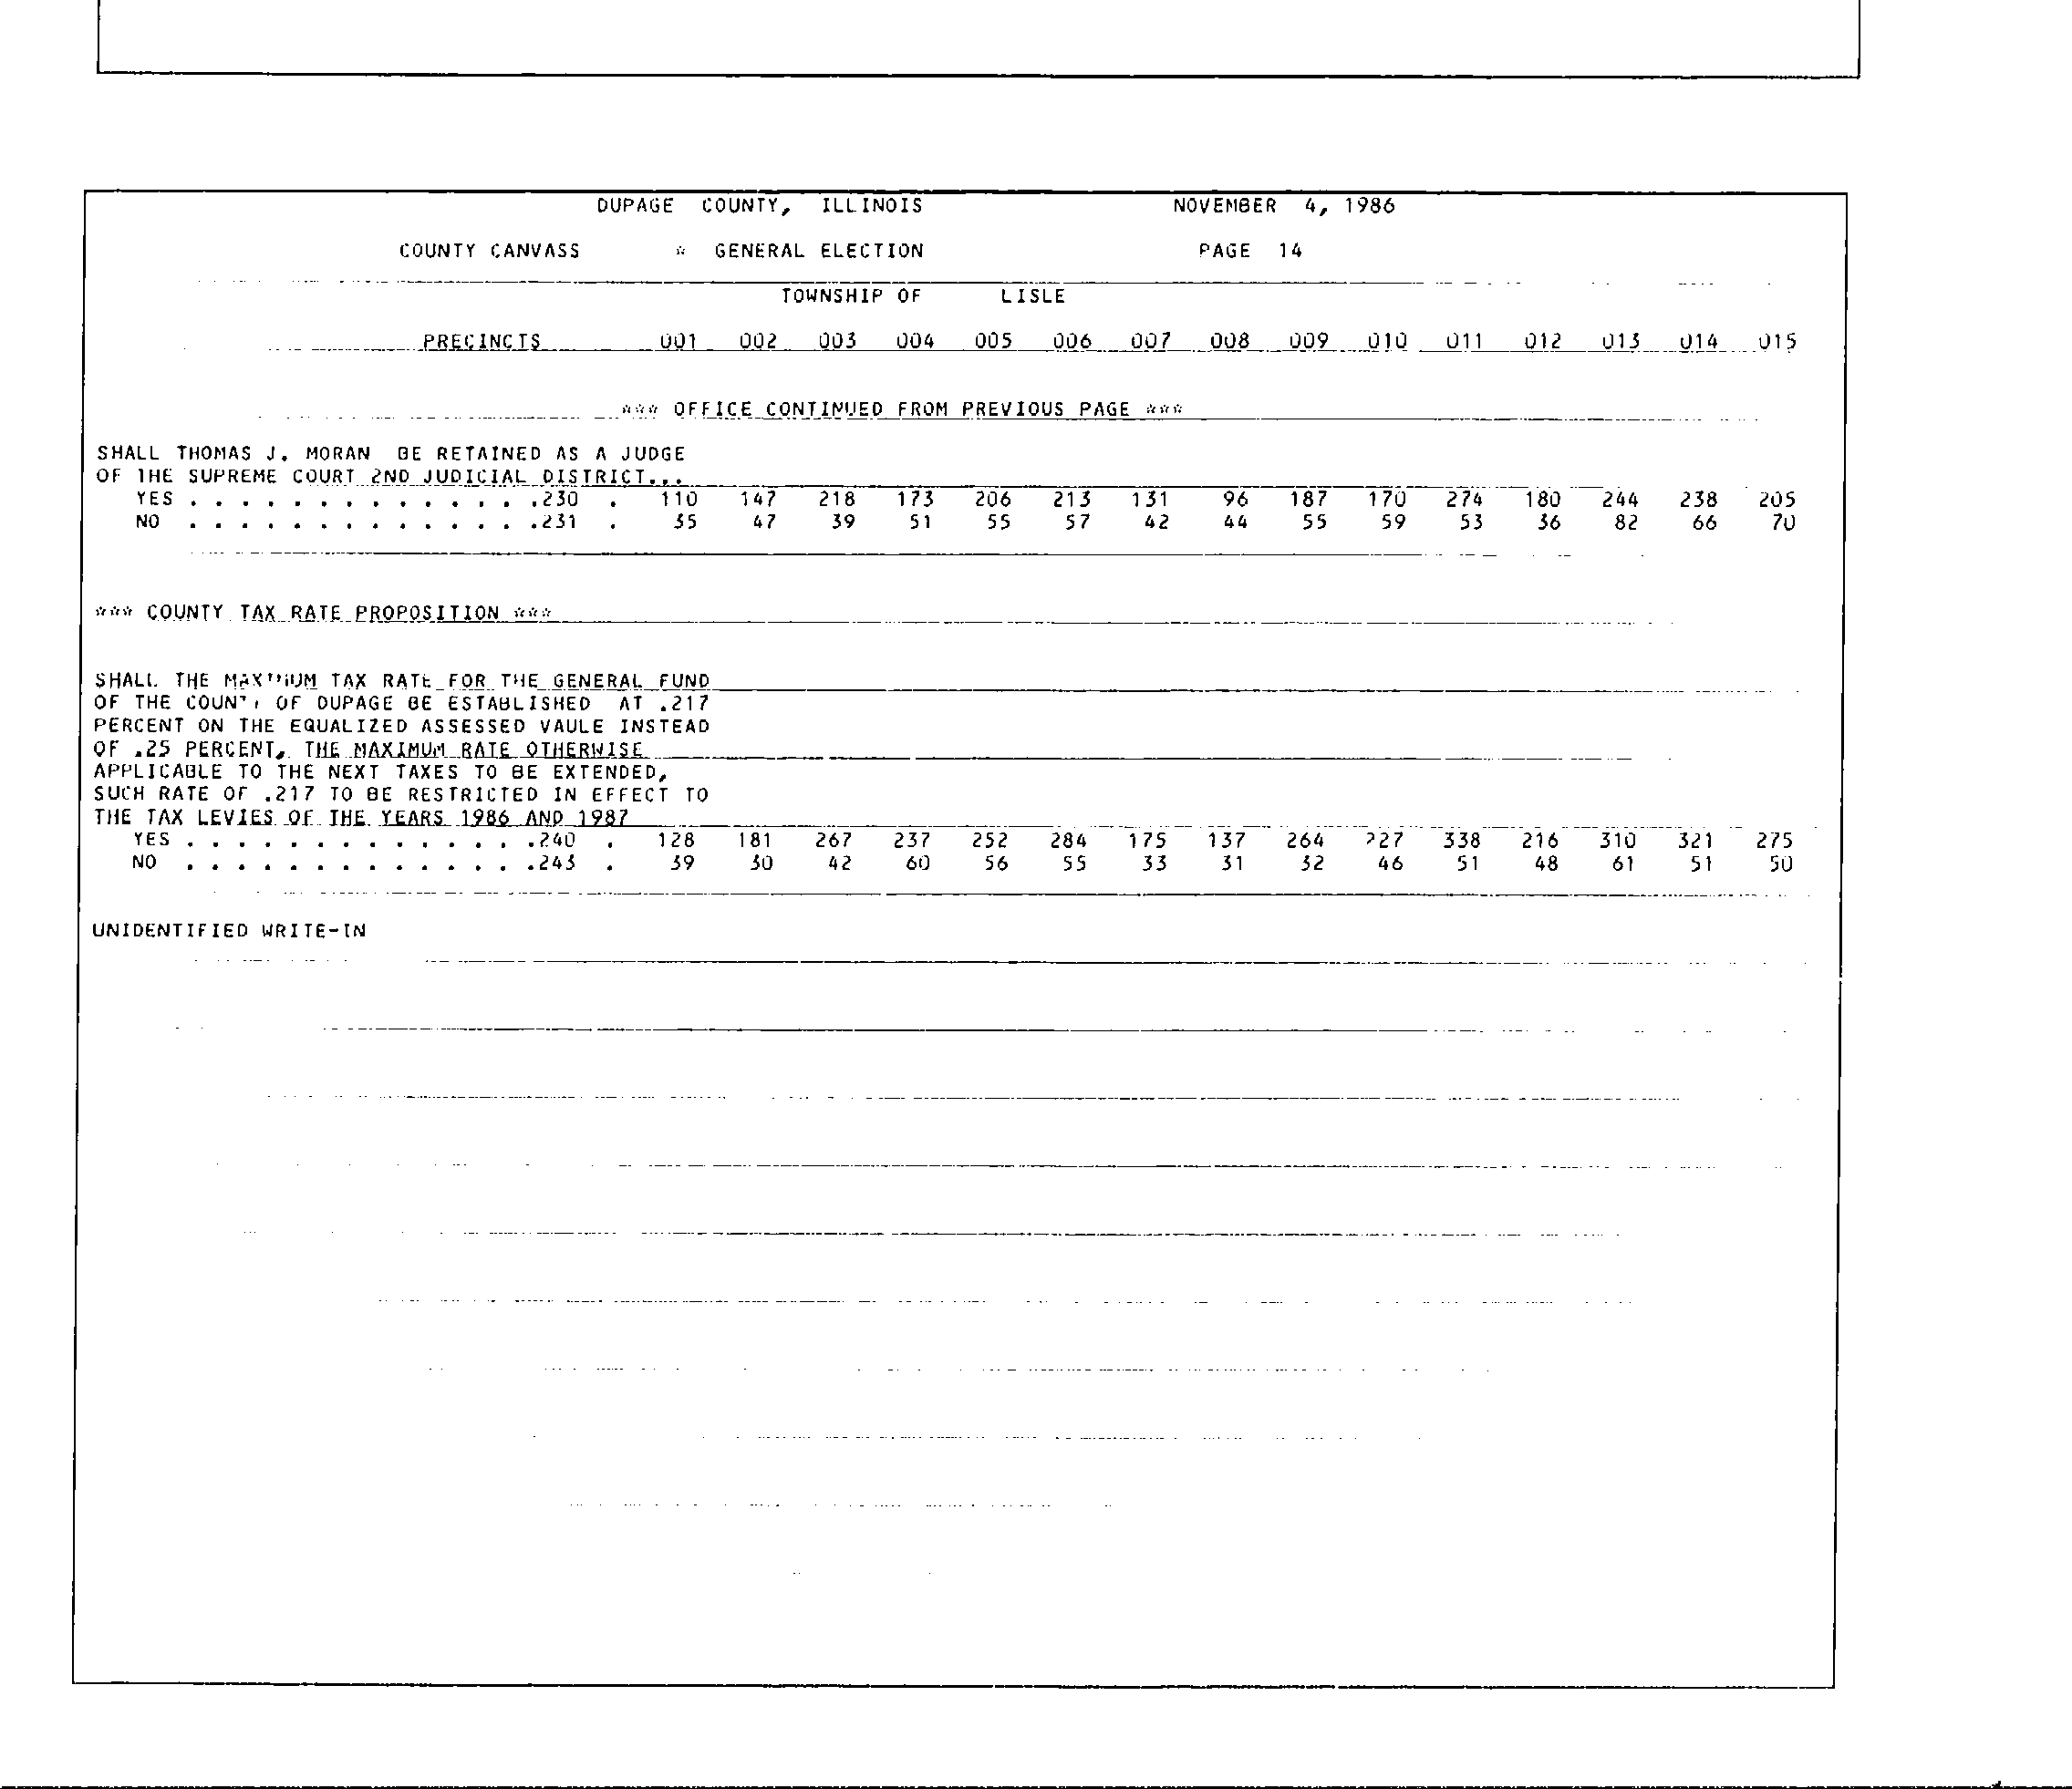 DUPAGE COUNTY, ILLINOIS NOVEMBER 4, 1986
COUNTY CANVASS * GENERAL ELECTION PAGE 14
TOWNSHIP OF LISLE
PRECINCTS 001 002 003 004 005 006 007 008 009 010 011 012 013 014 015
*** OFFICE CONTINUED FROM PREVIOUS PAGE ***
SHALL THOMAS J. MORAN BE RETAINED AS A JUDGE
OF THE SUPREME COURT 2ND JUDICIAL DISTRICT...
YES . . . . . . . . . . . . . .230 . 110 147 218 173 206 213 131 96 187 170 274 180 244 238 205
NO . . . . . . . . . . . . . .231 . 35 47 39 51 55 57 42 44 55 59 53 36 82 66 70
*** COUNTY TAX RATE PROPOSITION ***
SHALL THE MAXIMUM TAX RATE FOR THE GENERAL FUND
OF THE COUNTY OF DUPAGE BE ESTABLISHED AT .217
PERCENT ON THE EQUALIZED ASSESSED VAULE INSTEAD
OF .25 PERCENT, THE MAXIMUM RATE OTHERWISE
APPLICABLE TO THE NEXT TAXES TO BE EXTENDED,
SUCH RATE OF .217 TO BE RESTRICTED IN EFFECT TO
THE TAX LEVIES OF THE YEARS 1986 AND 1987
YES . . . . . . . . . . . . . .240 . 128 181 267 237 252 284 175 137 264 227 338 216 310 321 275
NO . . . . . . . . . . . . . .243 . 39 30 42 60 56 55 33 31 32 46 51 48 61 51 50
UNIDENTIFIED WRITE-IN